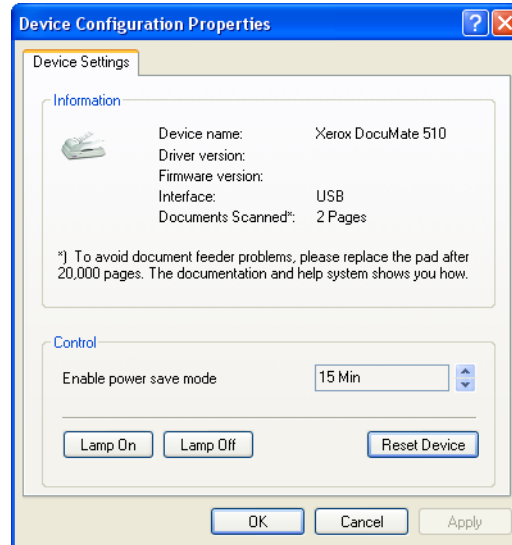 Device Configuration Properties
Device Settings
Information
Device name: Xerox DocuMate 510
Driver version:
Firmware version:
Interface: USB
Documents Scanned*: 2 Pages
*) To avoid document feeder problems, please replace the pad after
20,000 pages. The documentation and help system shows you how.
Control
Enable power save mode 15 Min
Lamp On Lamp Off Reset Device
OK Cancel Apply